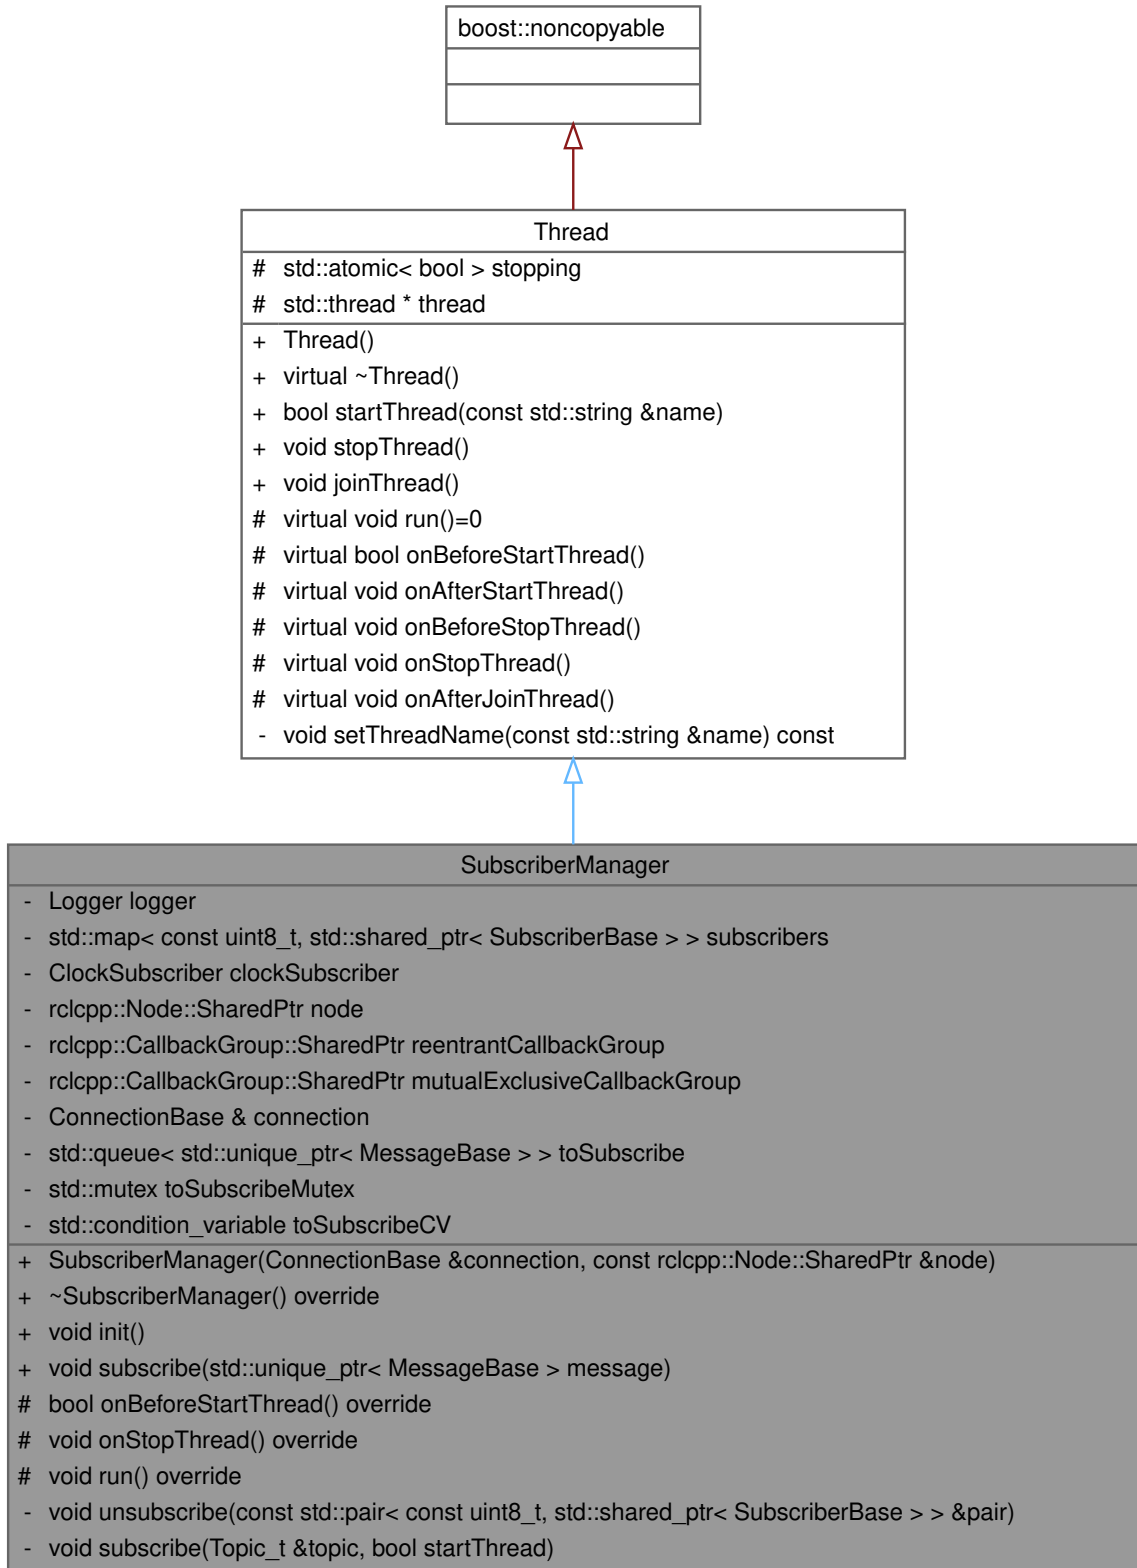 boost::noncopyable
Thread
# std::atomic< bool > stopping
# std::thread * thread
+ Thread()
+ virtual ~Thread()
+ bool startThread(const std::string &name)
+ void stopThread()
+ void joinThread()
# virtual void run()=0
# virtual bool onBeforeStartThread()
# virtual void onAfterStartThread()
# virtual void onBeforeStopThread()
# virtual void onStopThread()
# virtual void onAfterJoinThread()
- void setThreadName(const std::string &name) const
SubscriberManager
- Logger logger
- std::map< const uint8_t, std::shared_ptr< SubscriberBase > > subscribers
- ClockSubscriber clockSubscriber
- rclcpp::Node::SharedPtr node
- rclcpp::CallbackGroup::SharedPtr reentrantCallbackGroup
- rclcpp::CallbackGroup::SharedPtr mutualExclusiveCallbackGroup
- ConnectionBase & connection
- std::queue< std::unique_ptr< MessageBase > > toSubscribe
- std::mutex toSubscribeMutex
- std::condition_variable toSubscribeCV
+ SubscriberManager(ConnectionBase &connection, const rclcpp::Node::SharedPtr &node)
+ ~SubscriberManager() override
+ void init()
+ void subscribe(std::unique_ptr< MessageBase > message)
# bool onBeforeStartThread() override
# void onStopThread() override
# void run() override
- void unsubscribe(const std::pair< const uint8_t, std::shared_ptr< SubscriberBase > > &pair)
- void subscribe(Topic_t &topic, bool startThread)